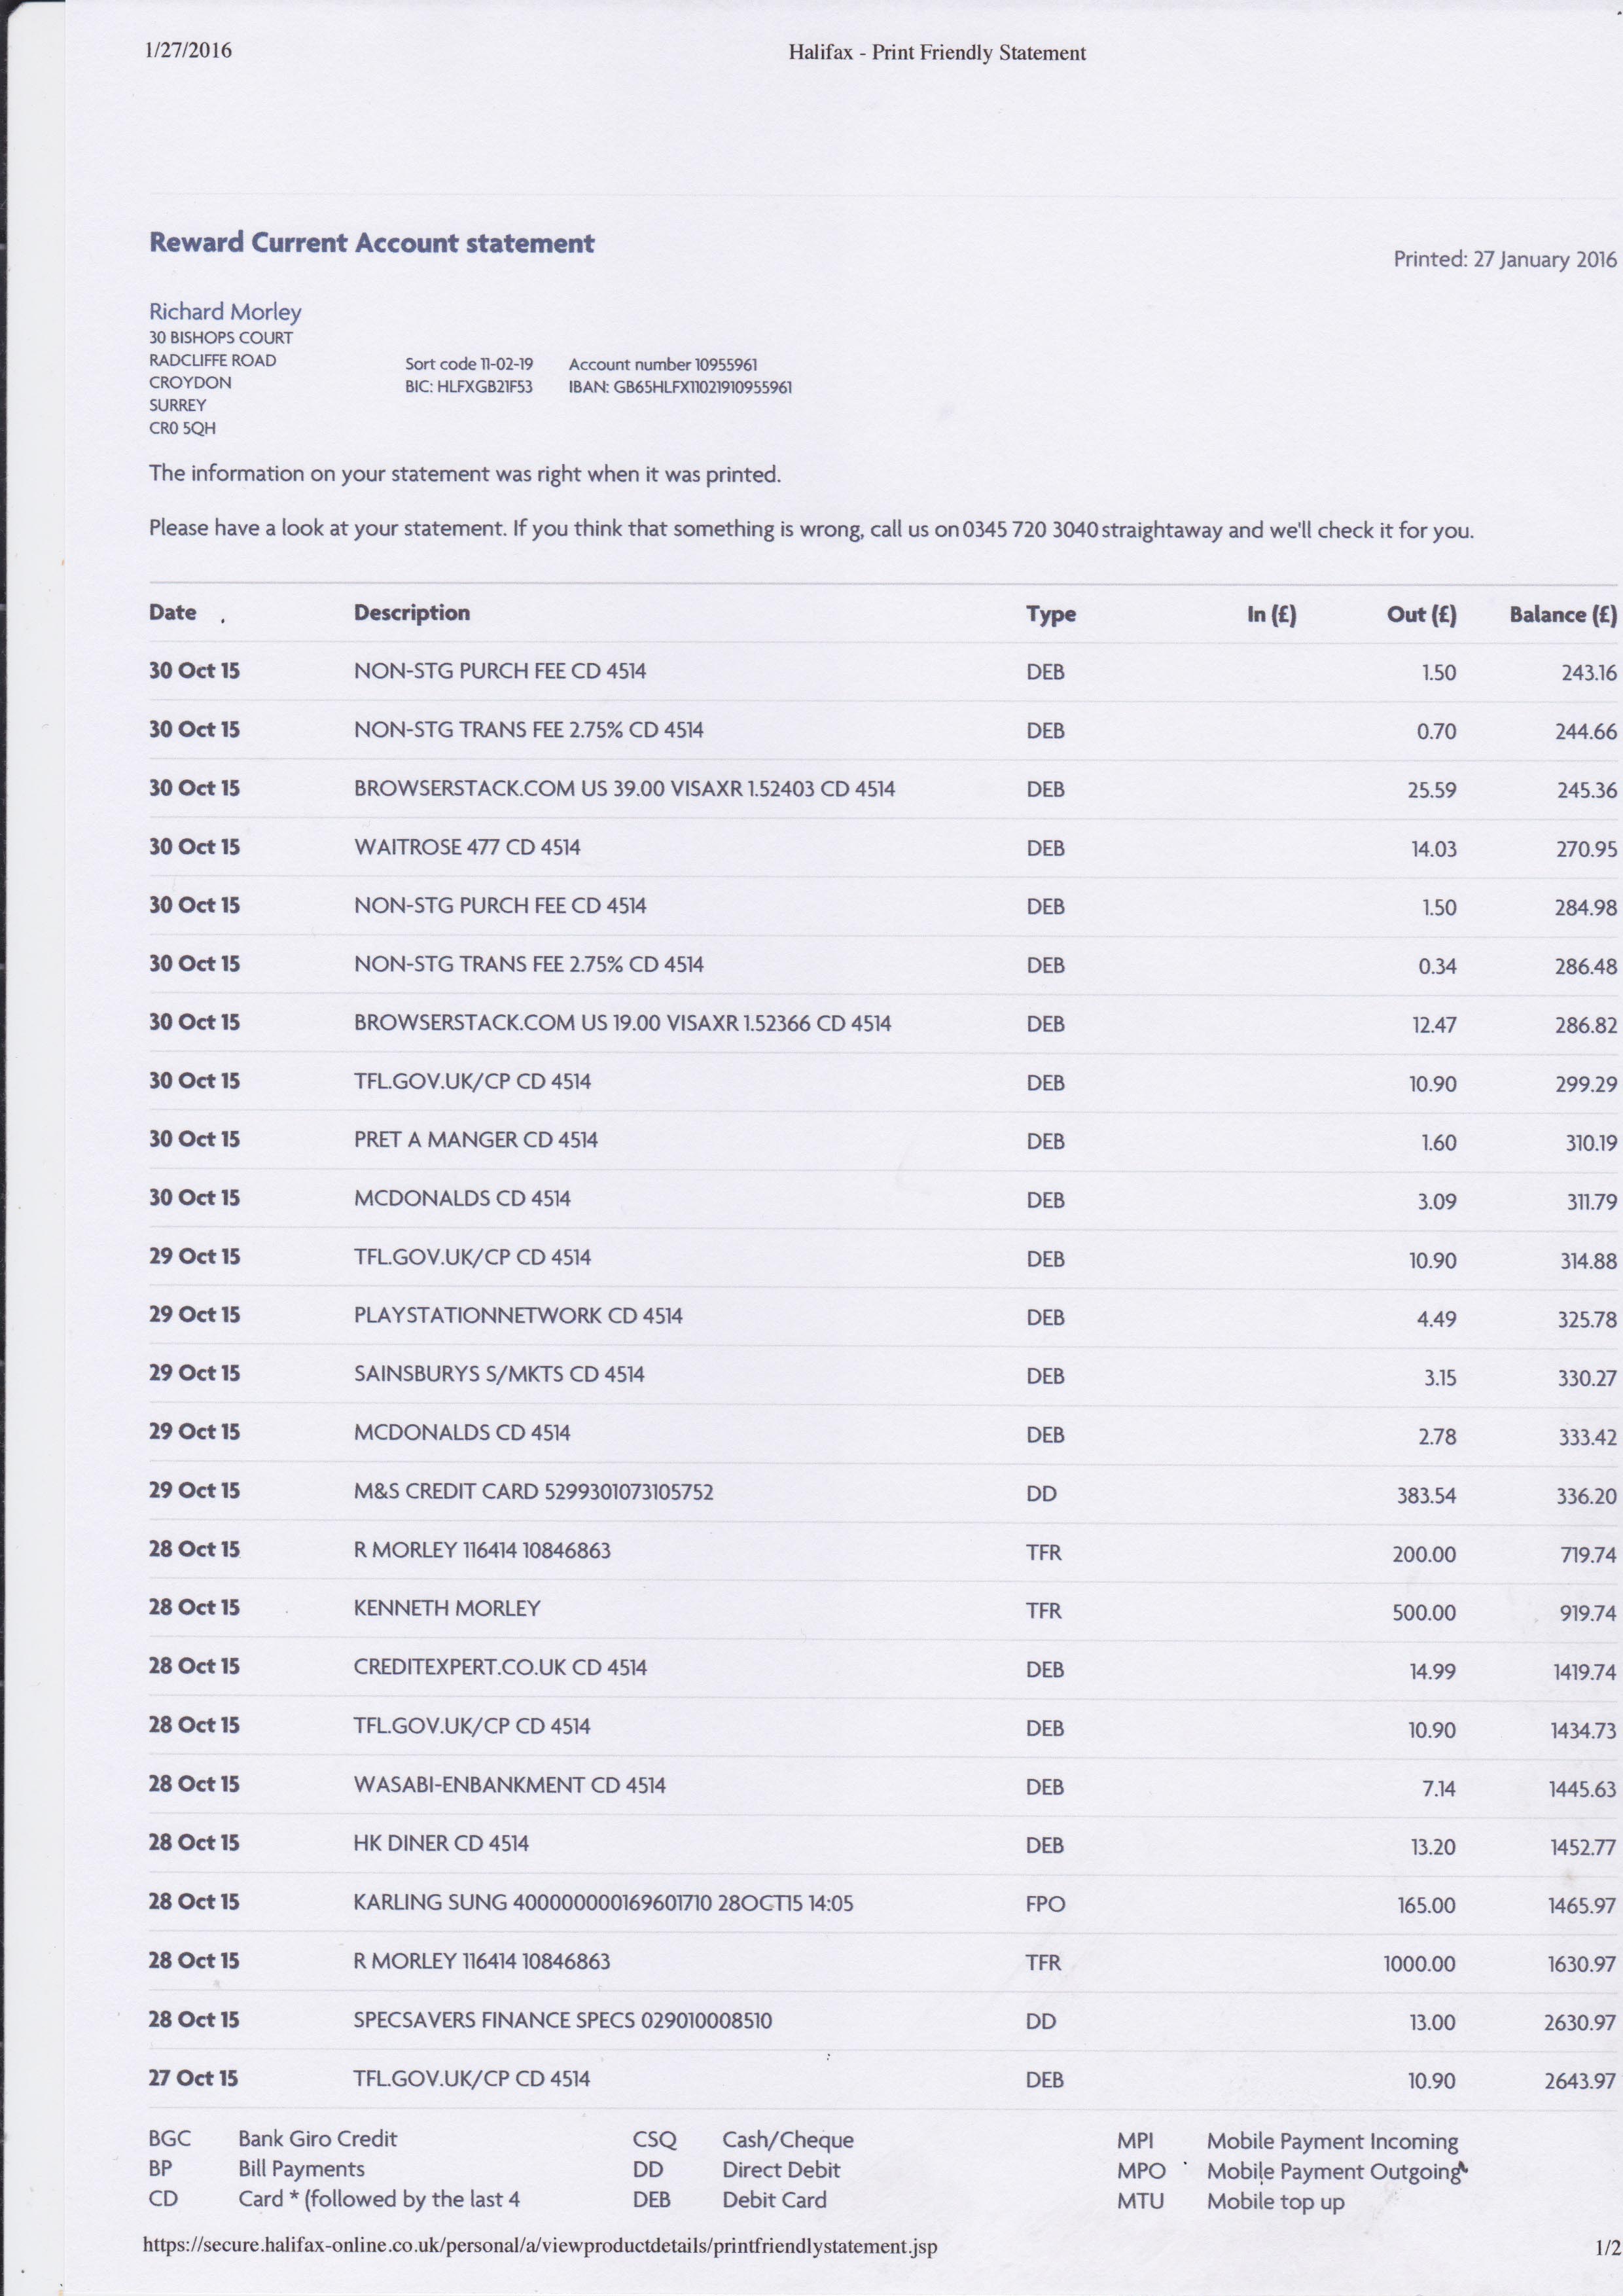 1/27/2016 Halifax - Print Friendly Statement
Reward Current Account statement
Printed: 27 January 2016
Richard Morley
30 BISHOPS COURT
RADCLIFFE ROAD
CROYDON
SURREY
CR0 5QH
Sort code 11-02-19 Account number 10955961
BIC: HLFXGB21F53 IBAN: GB65HLFX11021910955961
The information on your statement was right when it was printed.
Please have a look at your statement. If you think that something is wrong, call us on 0345 720 3040 straightaway and we'll check it for you.
Date Description Type In (£) Out (£) Balance (£)
30 Oct 15 NON-STG PURCH FEE CD 4514 DEB 1.50 243.16
30 Oct 15 NON-STG TRANS FEE 2.75% CD 4514 DEB 0.70 244.66
30 Oct 15 BROWSERSTACK.COM US 39.00 VISAXR 1.52403 CD 4514 DEB 25.59 245.36
30 Oct 15 WAITROSE 477 CD 4514 DEB 14.03 270.95
30 Oct 15 NON-STG PURCH FEE CD 4514 DEB 1.50 284.98
30 Oct 15 NON-STG TRANS FEE 2.75% CD 4514 DEB 0.34 286.48
30 Oct 15 BROWSERSTACK.COM US 19.00 VISAXR 1.52366 CD 4514 DEB 12.47 286.82
30 Oct 15 TFL.GOV.UK/CP CD 4514 DEB 10.90 299.29
30 Oct 15 PRET A MANGER CD 4514 DEB 1.60 310.19
30 Oct 15 MCDONALDS CD 4514 DEB 3.09 311.79
29 Oct 15 TFL.GOV.UK/CP CD 4514 DEB 10.90 314.88
29 Oct 15 PLAYSTATIONNETWORK CD 4514 DEB 4.49 325.78
29 Oct 15 SAINSBURYS S/MKTS CD 4514 DEB 3.15 330.27
29 Oct 15 MCDONALDS CD 4514 DEB 2.78 333.42
29 Oct 15 M&S CREDIT CARD 5299301073105752 DD 383.54 336.20
28 Oct 15 R MORLEY 116414 10846863 TFR 200.00 719.74
28 Oct 15 KENNETH MORLEY TFR 500.00 919.74
28 Oct 15 CREDITEXPERT.CO.UK CD 4514 DEB 14.99 1419.74
28 Oct 15 TFL.GOV.UK/CP CD 4514 DEB 10.90 1434.73
28 Oct 15 WASABI-ENBANKMENT CD 4514 DEB 7.14 1445.63
28 Oct 15 HK DINER CD 4514 DEB 13.20 1452.77
28 Oct 15 KARLING SUNG 400000000169601710 28OCT15 14:05 FPO 165.00 1465.97
28 Oct 15 R MORLEY 116414 10846863 TFR 1000.00 1630.97
28 Oct 15 SPECSAVERS FINANCE SPECS 029010008510 DD 13.00 2630.97
27 Oct 15 TFL.GOV.UK/CP CD 4514 DEB 10.90 2643.97
BGC Bank Giro Credit CSQ Cash/Cheque MPI Mobile Payment Incoming
BP Bill Payments DD Direct Debit MPO Mobile Payment Outgoing
CD Card * (followed by the last 4 DEB Debit Card MTU Mobile top up
https://secure.halifax-online.co.uk/personal/a/viewproductdetails/printfriendlystatement.jsp 1/2